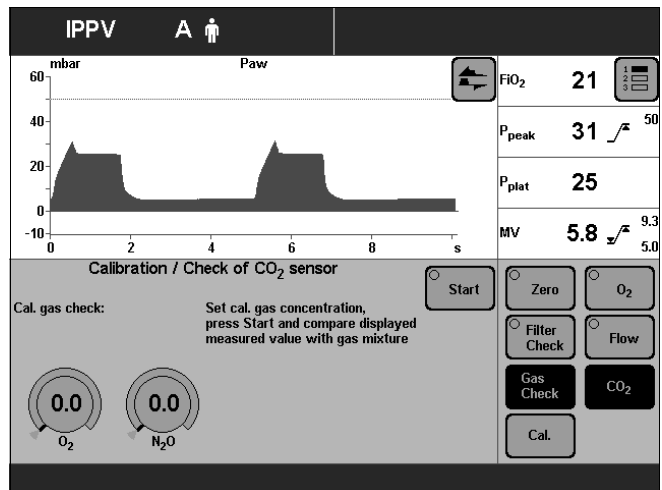 IPPV A
mbar Paw
60
40
20
0
-10
0 2 4 6 8 s
FiO2 21
1
2
3
Ppeak 31 50
Pplat 25
MV 5.8 9.3
5.0
Calibration / Check of CO2 sensor
Start
Cal. gas check:
Set cal. gas concentration,
press Start and compare displayed
measured value with gas mixture
0.0 0.0
O2 N2O
Zero O2
Filter
Check
Flow
Gas
Check
CO2
Cal.